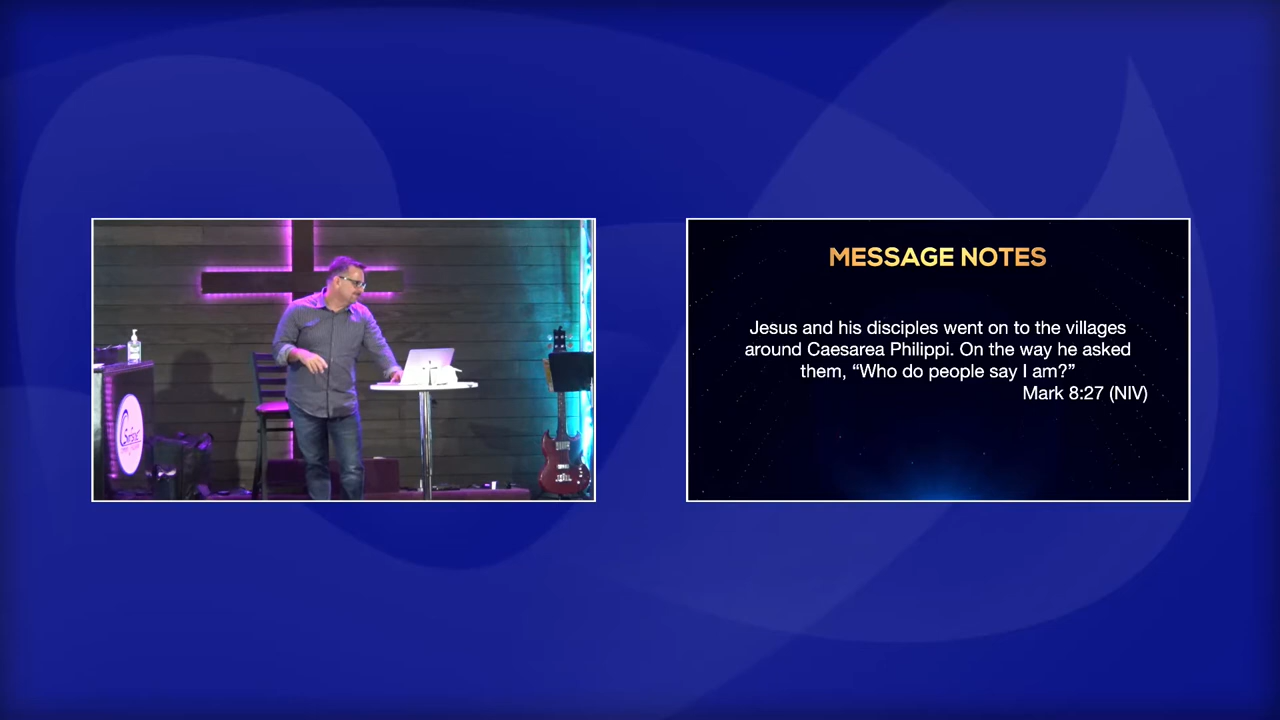 MESSAGE NOTES
Jesus and his disciples went on to the villages
around Caesarea Philippi. On the way he asked
them, “Who do people say I am?”
Mark 8:27 (NIV)